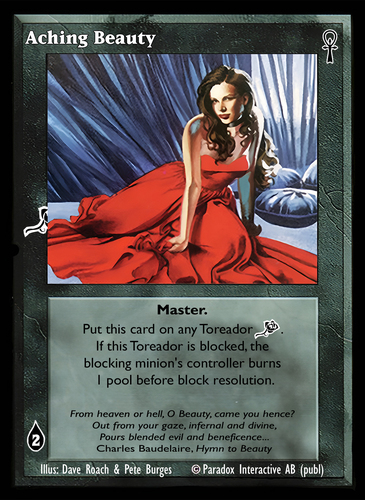 Aching Beauty
Master.
Put this card on any Toreador.
If this Toreador is blocked, the
blocking minion's controller burns
1 pool before block resolution.
From heaven or hell, O Beauty, came you hence?
Out from your gaze, infernal and divine,
Pours blended evil and beneficence...
Charles Baudelaire, Hymn to Beauty
2
Illus: Dave Roach & Pete Burges © Paradox Interactive AB (publ)